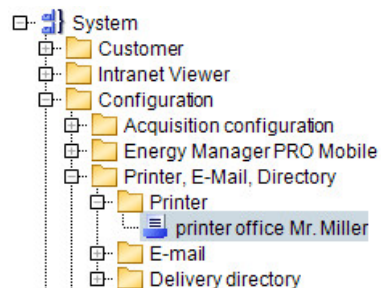 System
Customer
Intranet Viewer
Configuration
Acquisition configuration
Energy Manager PRO Mobile
Printer, E-Mail, Directory
Printer
printer office Mr. Miller
E-mail
Delivery directory